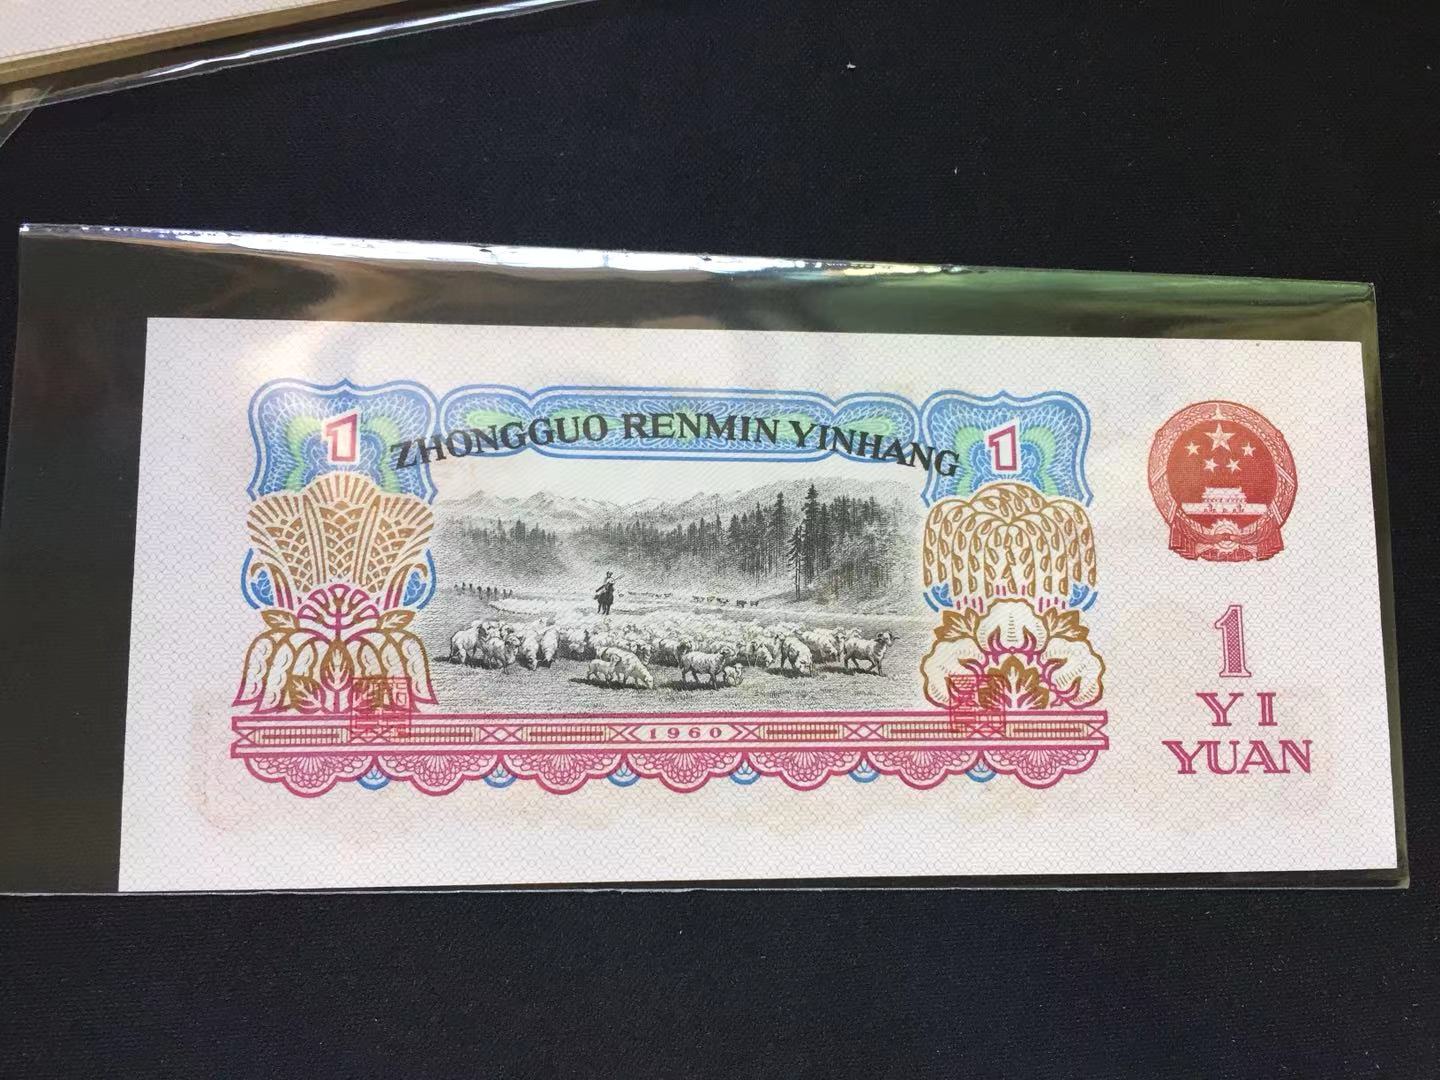 1 ZHONGGUO RENMIN YINHANG 1
1960
1
YI
YUAN